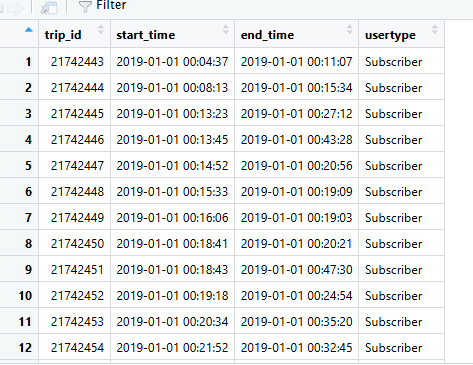 Filter
trip_id start_time end_time usertype
1 21742443 2019-01-01 00:04:37 2019-01-01 00:11:07 Subscriber
2 21742444 2019-01-01 00:08:13 2019-01-01 00:15:34 Subscriber
3 21742445 2019-01-01 00:13:23 2019-01-01 00:27:12 Subscriber
4 21742446 2019-01-01 00:13:45 2019-01-01 00:43:28 Subscriber
5 21742447 2019-01-01 00:14:52 2019-01-01 00:20:56 Subscriber
6 21742448 2019-01-01 00:15:33 2019-01-01 00:19:09 Subscriber
7 21742449 2019-01-01 00:16:06 2019-01-01 00:19:03 Subscriber
8 21742450 2019-01-01 00:18:41 2019-01-01 00:20:21 Subscriber
9 21742451 2019-01-01 00:18:43 2019-01-01 00:47:30 Subscriber
10 21742452 2019-01-01 00:19:18 2019-01-01 00:24:54 Subscriber
11 21742453 2019-01-01 00:20:34 2019-01-01 00:35:20 Subscriber
12 21742454 2019-01-01 00:21:52 2019-01-01 00:32:45 Subscriber